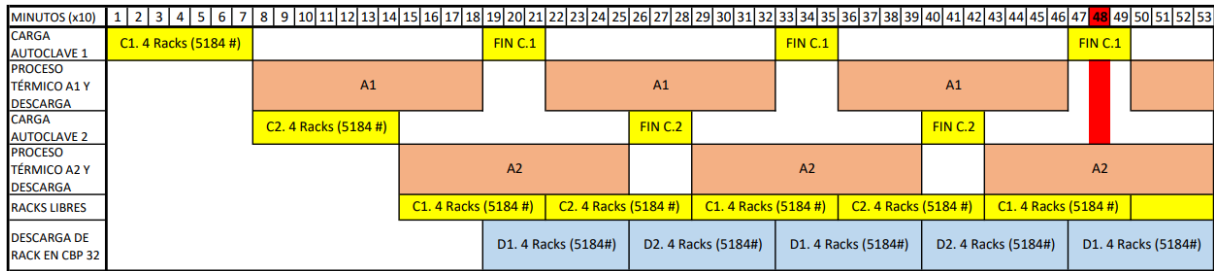 MINUTOS (x10) 1 2 3 4 5 6 7 8 9 10 11 12 13 14 15 16 17 18 19 20 21 22 23 24 25 26 27 28 29 30 31 32 33 34 35 36 37 38 39 40 41 42 43 44 45 46 47 48 49 50 51 52 53
CARGA
AUTOCLAVE 1
C1. 4 Racks (5184 #) FIN C.1 FIN C.1 FIN C.1
PROCESO
TÉRMICO A1 Y
DESCARGA
A1 A1 A1
CARGA
AUTOCLAVE 2
C2. 4 Racks (5184 #) FIN C.2 FIN C.2
PROCESO
TÉRMICO A2 Y
DESCARGA
A2 A2 A2
RACKS LIBRES C1. 4 Racks (5184 #) C2. 4 Racks (5184 #) C1. 4 Racks (5184 #) C2. 4 Racks (5184 #) C1. 4 Racks (5184 #)
DESCARGA DE
RACK EN CBP 32
D1. 4 Racks (5184#) D2. 4 Racks (5184#) D1. 4 Racks (5184#) D2. 4 Racks (5184#) D1. 4 Racks (5184#)